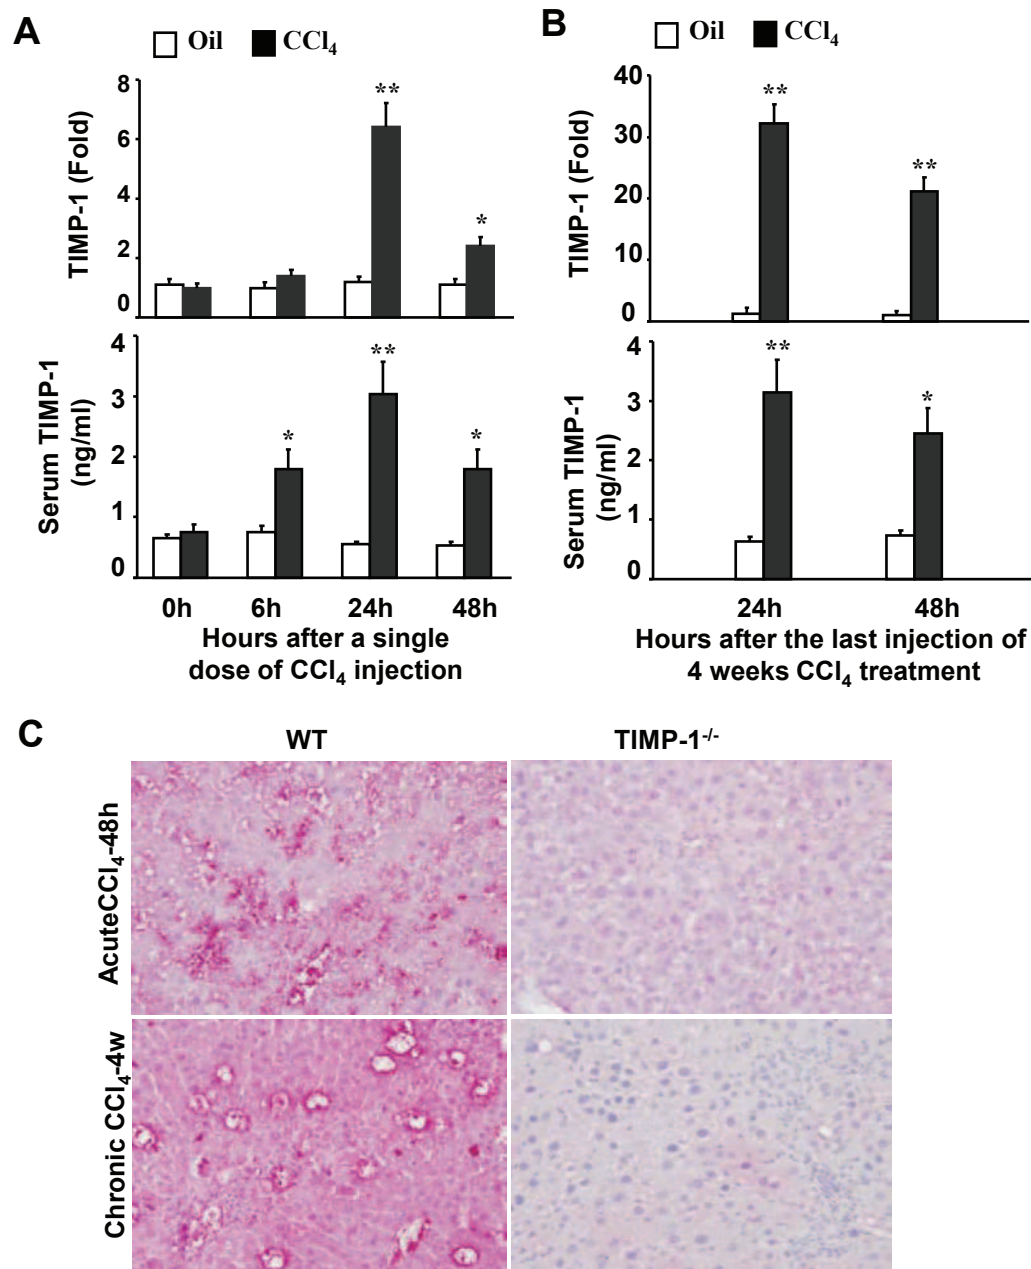 A
Oil CCl₄
TIMP-1 (Fold)
8
6
4
2
0
**
*
Serum TIMP-1
(ng/ml)
4
3
2
1
0
*
**
*
0h 6h 24h 48h
Hours after a single
dose of CCl₄ injection
B
Oil CCl₄
TIMP-1 (Fold)
40
30
20
10
0
**
**
Serum TIMP-1
(ng/ml)
4
3
2
1
0
**
*
24h 48h
Hours after the last injection of
4 weeks CCl₄ treatment
C
WT TIMP-1⁻/⁻
AcuteCCl₄-48h
Chronic CCl₄-4w